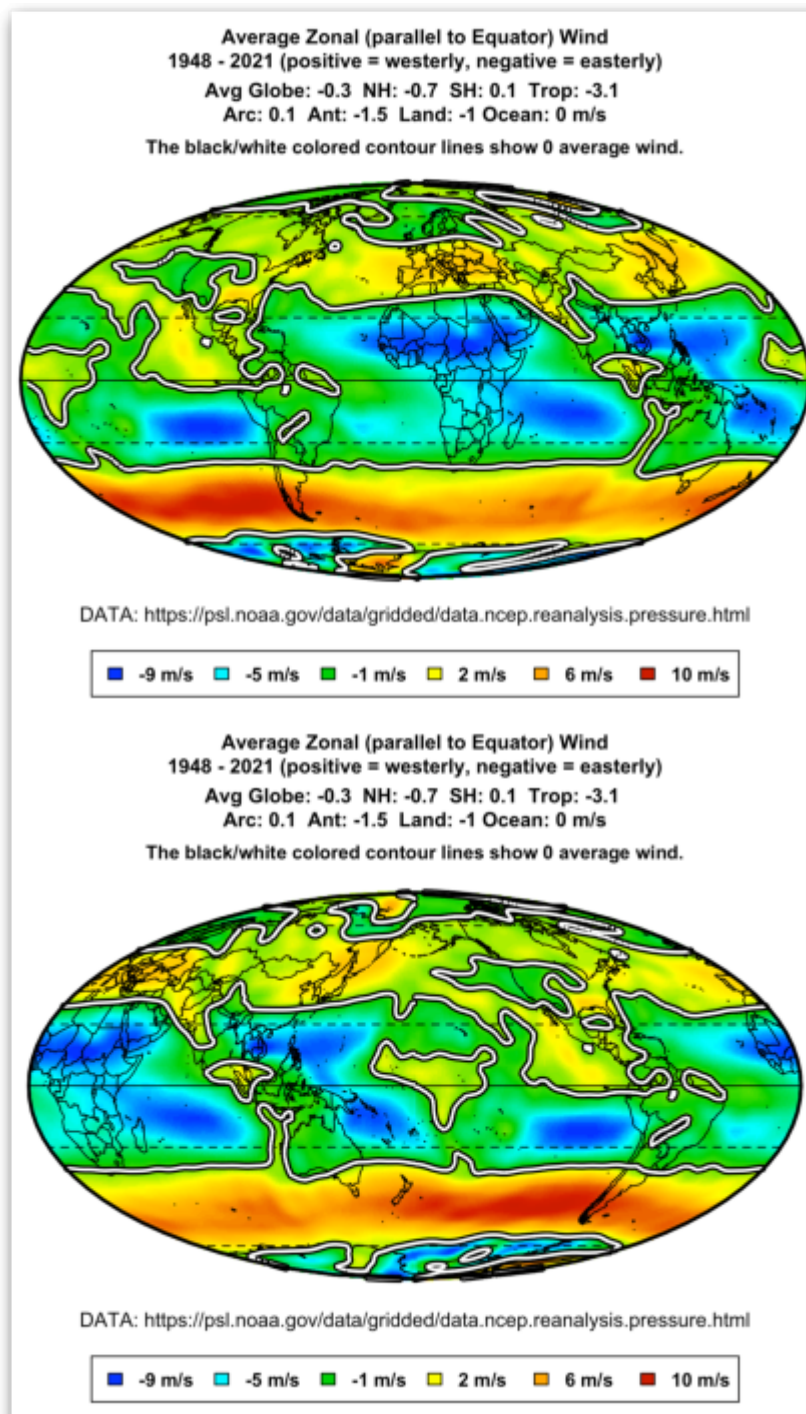 Average Zonal (parallel to Equator) Wind
1948 - 2021 (positive = westerly, negative = easterly)
Avg Globe: -0.3 NH: -0.7 SH: 0.1 Trop: -3.1
Arc: 0.1 Ant: -1.5 Land: -1 Ocean: 0 m/s
The black/white colored contour lines show 0 average wind.
DATA: https://psl.noaa.gov/data/gridded/data.ncep.reanalysis.pressure.html
-9 m/s -5 m/s -1 m/s 2 m/s 6 m/s 10 m/s
Average Zonal (parallel to Equator) Wind
1948 - 2021 (positive = westerly, negative = easterly)
Avg Globe: -0.3 NH: -0.7 SH: 0.1 Trop: -3.1
Arc: 0.1 Ant: -1.5 Land: -1 Ocean: 0 m/s
The black/white colored contour lines show 0 average wind.
DATA: https://psl.noaa.gov/data/gridded/data.ncep.reanalysis.pressure.html
-9 m/s -5 m/s -1 m/s 2 m/s 6 m/s 10 m/s